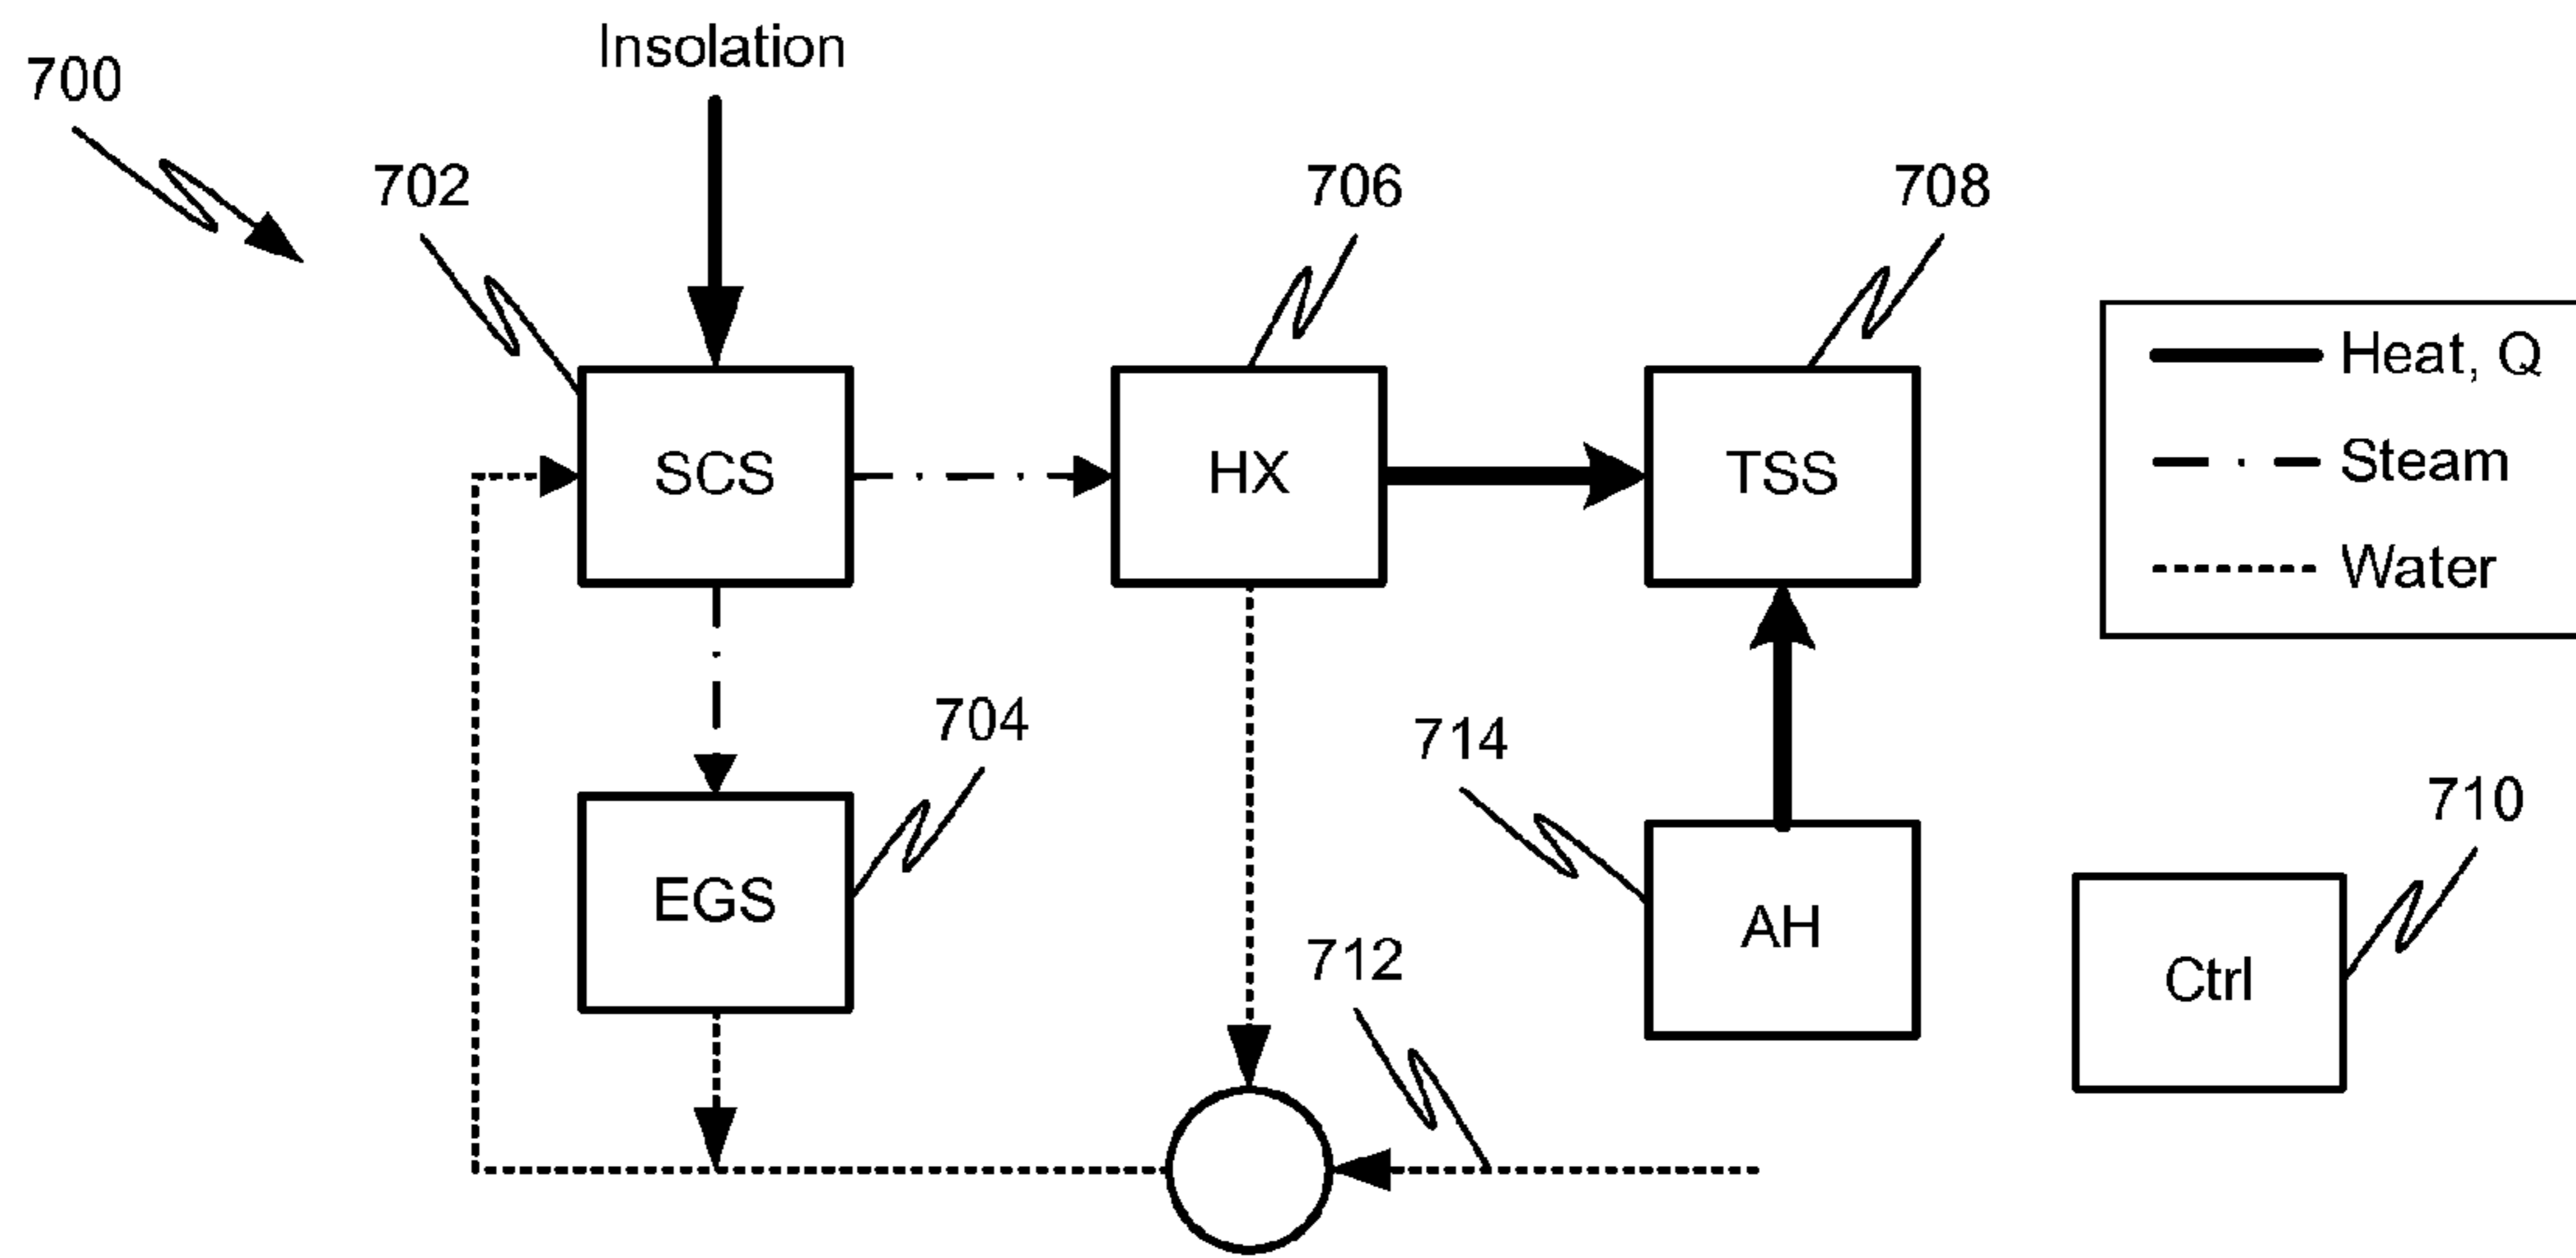 Insolation
700
702
706
708
Heat, Q
SCS
HX
TSS
Steam
Water
704
714
710
EGS
AH
712
Ctrl